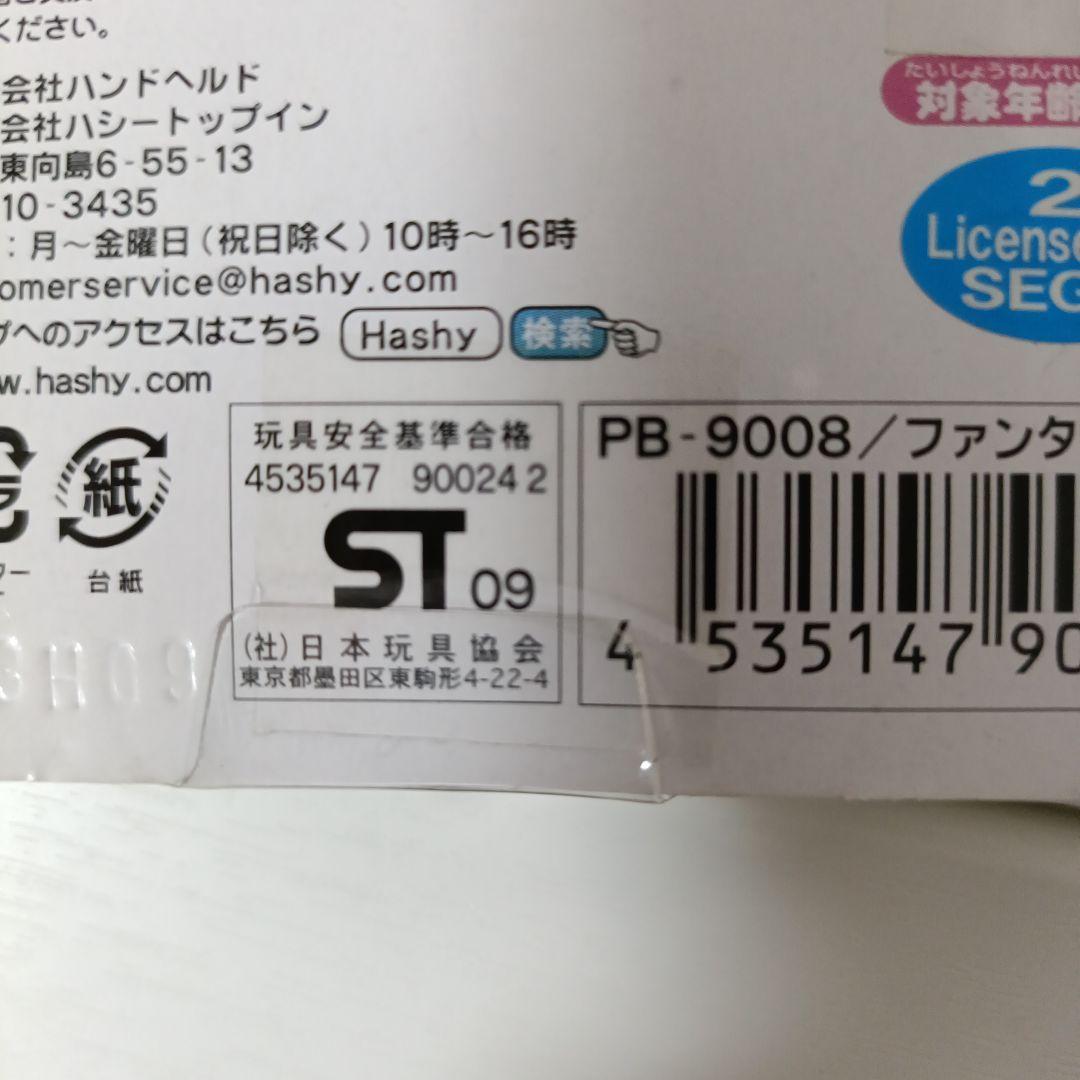 ください。
会社ハンドヘルド
会社ハシートップイン
東向島6-55-13
10-3435
：月～金曜日（祝日除く）10時～16時
omerservice@hashy.com
へのアクセスはこちら Hashy 検索
w.hashy.com
紙
台紙
玩具安全基準合格
4535147 90024 2
ST 09
(社)日本玩具協会
東京都墨田区東駒形4-22-4
たいしょうねんれい
対象年齢
2
License
SEG
PB-9008/ファンタ
4 535147 90
SH09